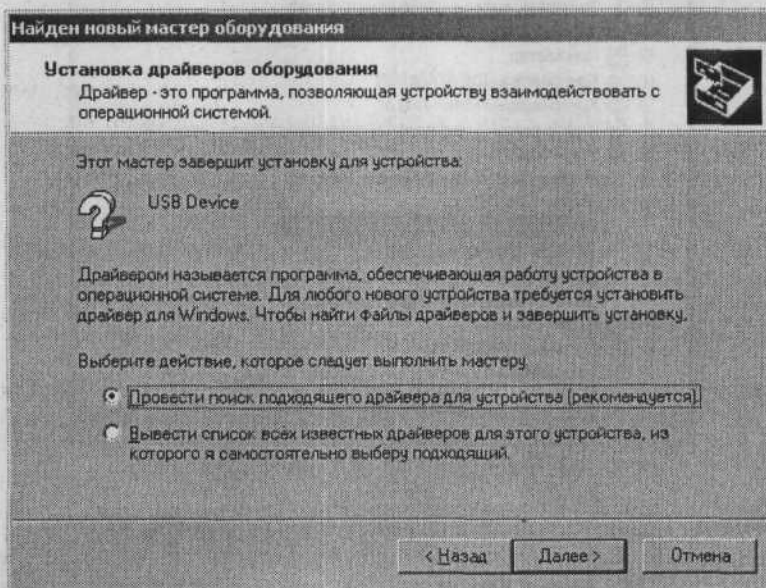 Найден новый мастер оборудования
Установка драйверов оборудования
Драйвер - это программа, позволяющая устройству взаимодействовать с
операционной системой.
Этот мастер завершит установку для устройства:
USB Device
Драйвером называется программа, обеспечивающая работу устройства в
операционной системе. Для любого нового устройства требуется установить
драйвер для Windows. Чтобы найти файлы драйверов и завершить установку,
Выберите действие, которое следует выполнить мастеру.
Провести поиск подходящего драйвера для устройства (рекомендуется).
Вывести список всех известных драйверов для этого устройства, из
которого я самостоятельно выберу подходящий.
< Назад
Далее >
Отмена